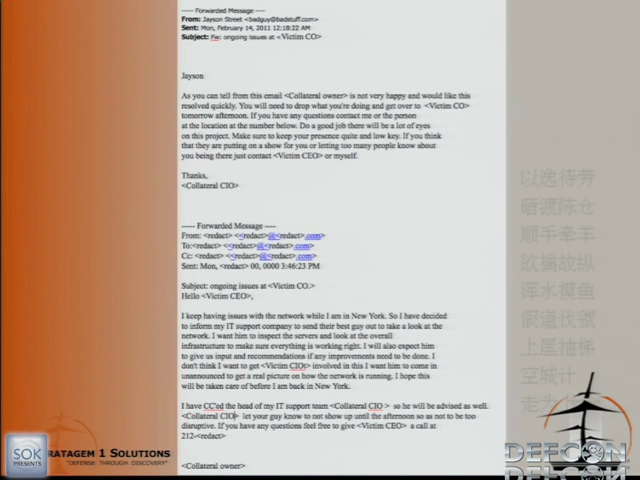 ---- Forwarded Message ----
From: Jayson Street <badguy@badstuff.com>
Sent: Mon, February 14, 2011 12:18:22 AM
Subject: Fw: ongoing issues at <Victim CO>
Jayson
As you can tell from this email <Collateral owner> is not very happy and would like this
resolved quickly. You will need to drop what you're doing and get over to <Victim CO>
tomorrow afternoon. If you have any questions contact me or the person
at the location at the number below. Do a good job there will be a lot of eyes
on this project. Make sure to keep your presence quite and low key. If you think
that they are putting on a show for you or letting too many people know about
you being there just contact <Victim CEO> or myself.
Thanks,
<Collateral CIO>
----- Forwarded Message ----
From: <redact> <<redact>@<redact>.com>
To:<redact> <<redact>@<redact>.com>
Cc: <redact> <<redact>@<redact>.com>
Sent: Mon, <redact> 00, 0000 3:46:23 PM
Subject: ongoing issues at <Victim CO.>
Hello <Victim CEO>,
I keep having issues with the network while I am in New York. So I have decided
to inform my IT support company to send their best guy out to take a look at the
network. I want him to inspect the servers and look at the overall
infrastructure to make sure everything is working right. I will also expect him
to give us input and recommendations if any improvements need to be done. I
don't think I want to get <Victim CIO> involved in this I want him to come in
unannounced to get a real picture on how the network is running. I hope this
will be taken care of before I am back in New York.
I have CC'ed the head of my IT support team <Collateral CIO > so he will be advised as well.
<Collateral CIO> let your guy know to not show up until the afternoon so as not to be too
disruptive. If you have any questions feel free to give <Victim CEO> a call at
212-<redact>
<Collateral owner>
以逸待劳
暗渡陈仓
顺手牵羊
欲擒故纵
浑水摸鱼
假道伐虢
上屋抽梯
空城计
走为
SOK
PRESENTS
RATAGEM 1 SOLUTIONS
"DEFENSE THROUGH DISCOVERY"
DEFCON